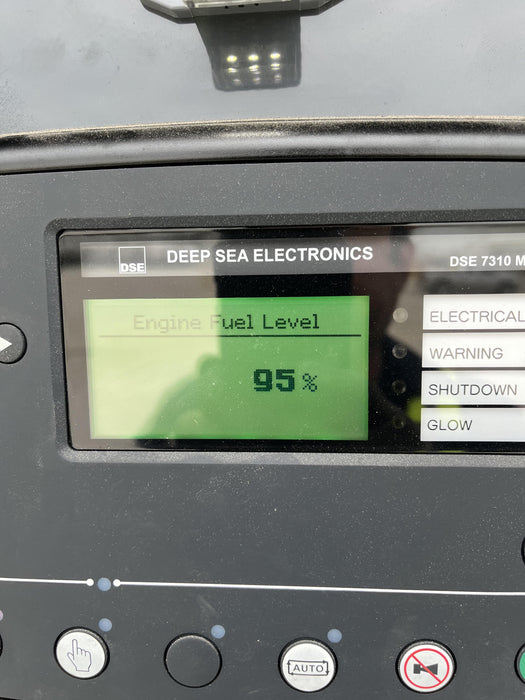 DSE
DEEP SEA ELECTRONICS
DSE 7310 M
Engine Fuel Level
95 %
ELECTRICAL
WARNING
SHUTDOWN
GLOW
AUTO